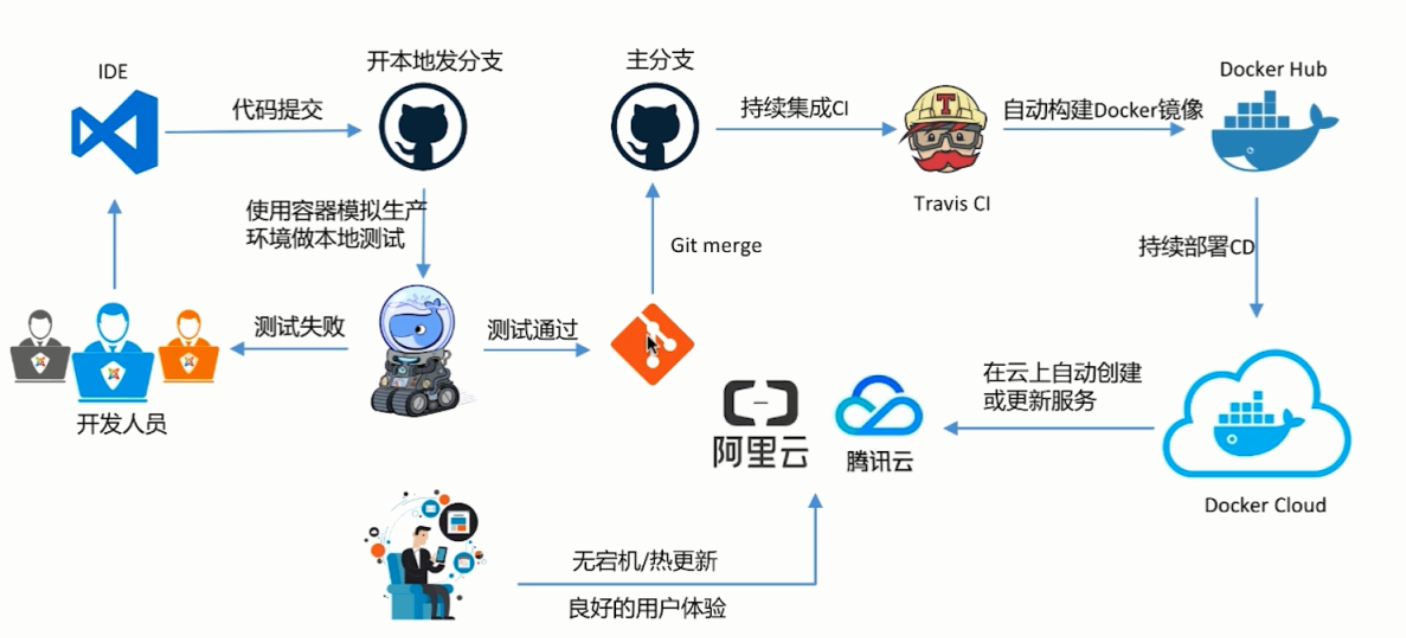 IDE
代码提交
开本地发分支
主分支
持续集成CI
Travis CI
自动构建Docker镜像
Docker Hub
使用容器模拟生产
环境做本地测试
Git merge
持续部署CD
测试失败
测试通过
开发人员
在云上自动创建
或更新服务
阿里云
腾讯云
Docker Cloud
无宕机/热更新
良好的用户体验